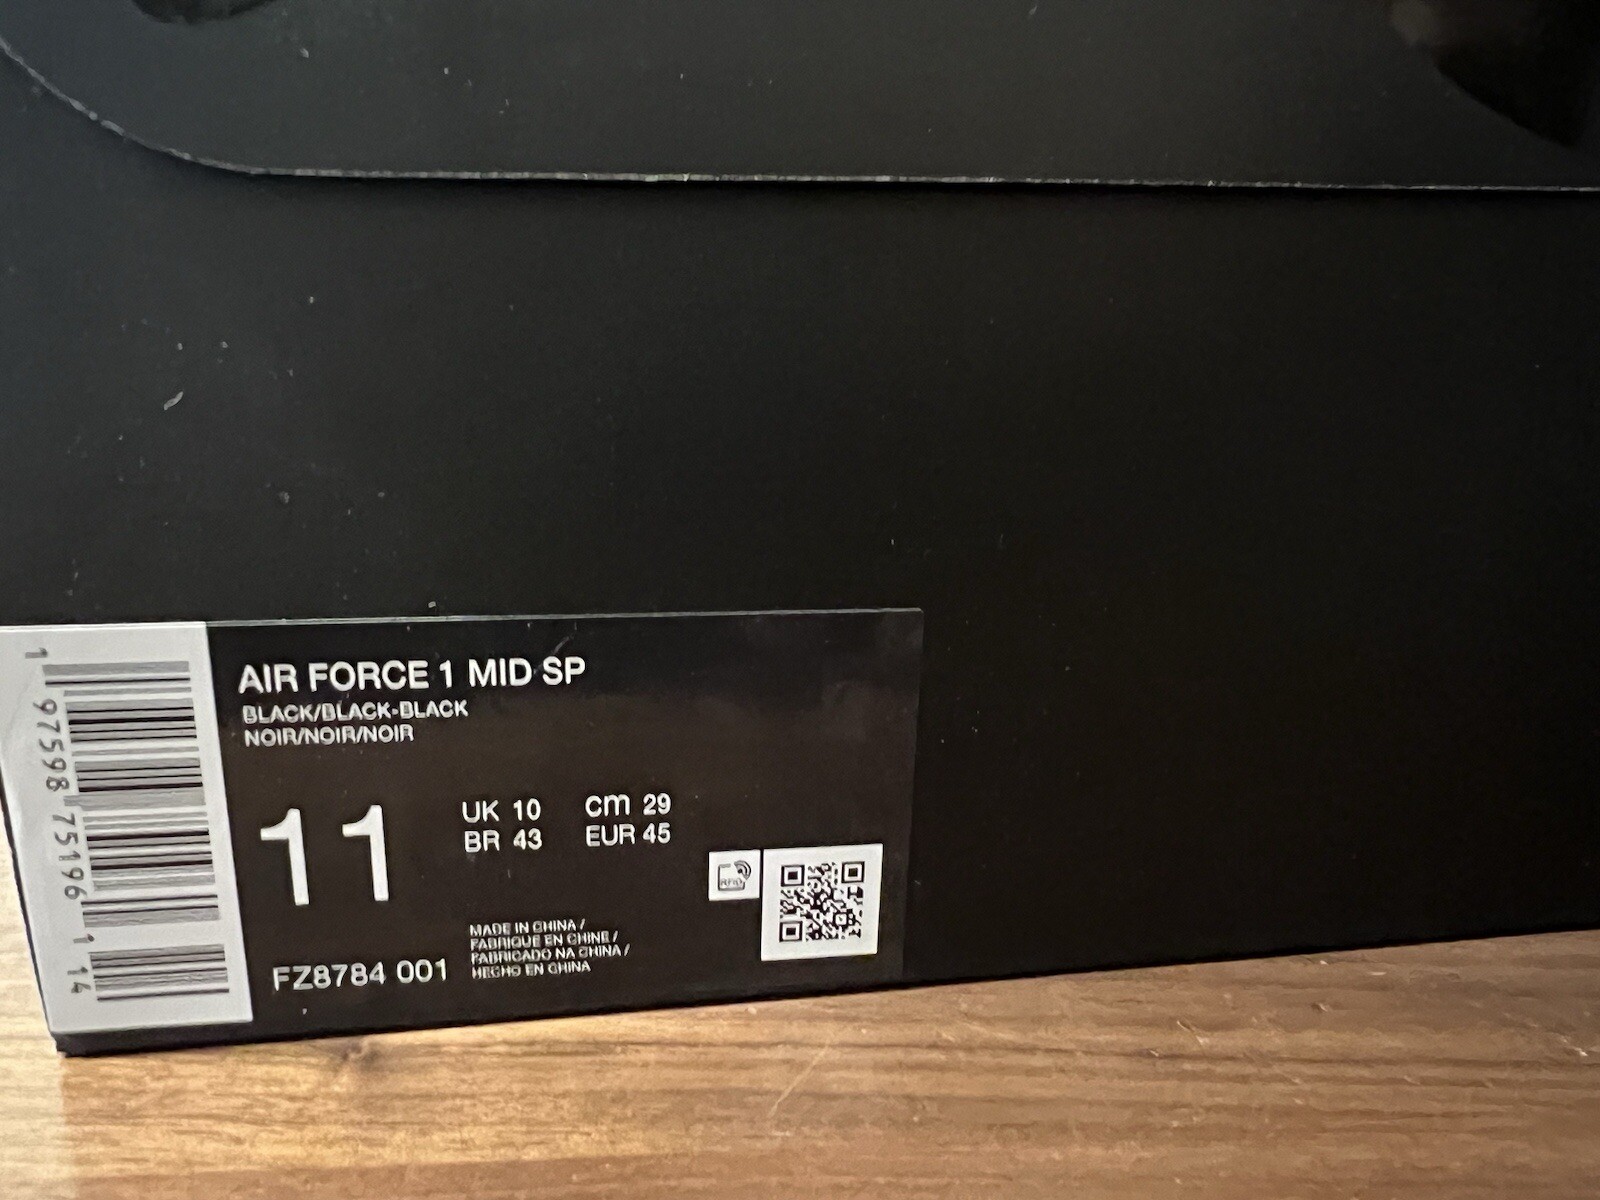 AIR FORCE 1 MID SP
BLACK/BLACK-BLACK
NOIR/NOIR/NOIR
11
UK 10 cm 29
BR 43 EUR 45
RFID
MADE IN CHINA /
FABRIQUE EN CHINE /
FABRICADO NA CHINA /
HECHO EN CHINA
FZ8784 001
1 97598 75196 1 14